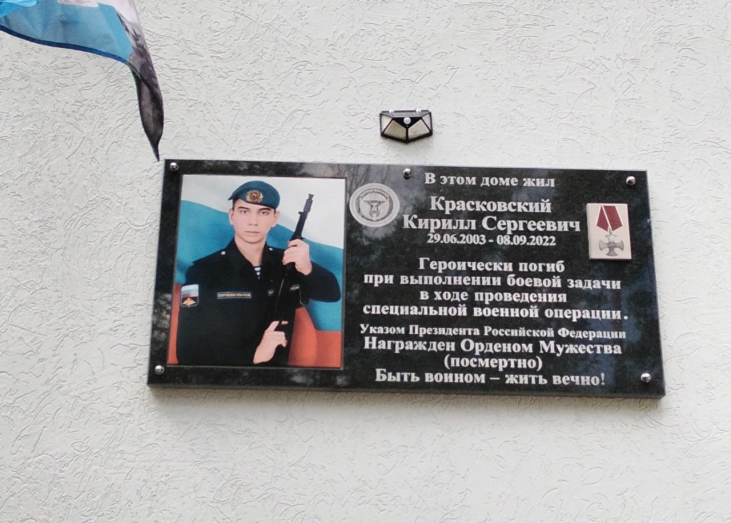 В этом доме жил
Красковский
Кирилл Сергеевич
29.06.2003 - 08.09.2022
Героически погиб
при выполнении боевой задачи
в ходе проведения
специальной военной операции.
Указом Президента Российской Федерации
Награжден Орденом Мужества
(посмертно)
Быть воином – жить вечно!